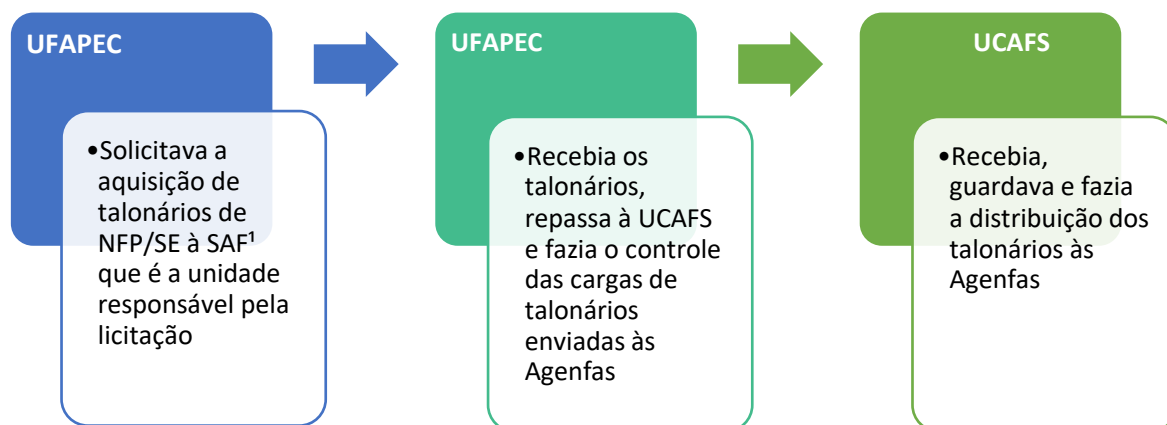 UFAPEC
•Solicitava a
aquisição de
talonários de
NFP/SE à SAF¹
que é a unidade
responsável pela
licitação
UFAPEC
•Recebia os
talonários,
repassa à UCAFS
e fazia o controle
das cargas de
talonários
enviadas às
Agenfas
UCAFS
•Recebia,
guardava e fazia
a distribuição dos
talonários às
Agenfas